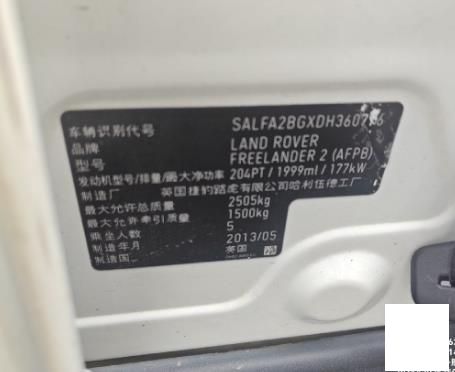 车辆识别代号 SALFA2BGXDH360
品牌 LAND ROVER
型号 FREELANDER 2 (AFPB)
发动机型号/排量/最大净功率 204PT / 1999ml / 177kW
制造厂 英国捷豹路虎有限公司哈利伍德工厂
最大允许总质量 2505kg
最大允许牵引质量 1500kg
乘坐人数 5
制造年月 2013/05
制造国 英国